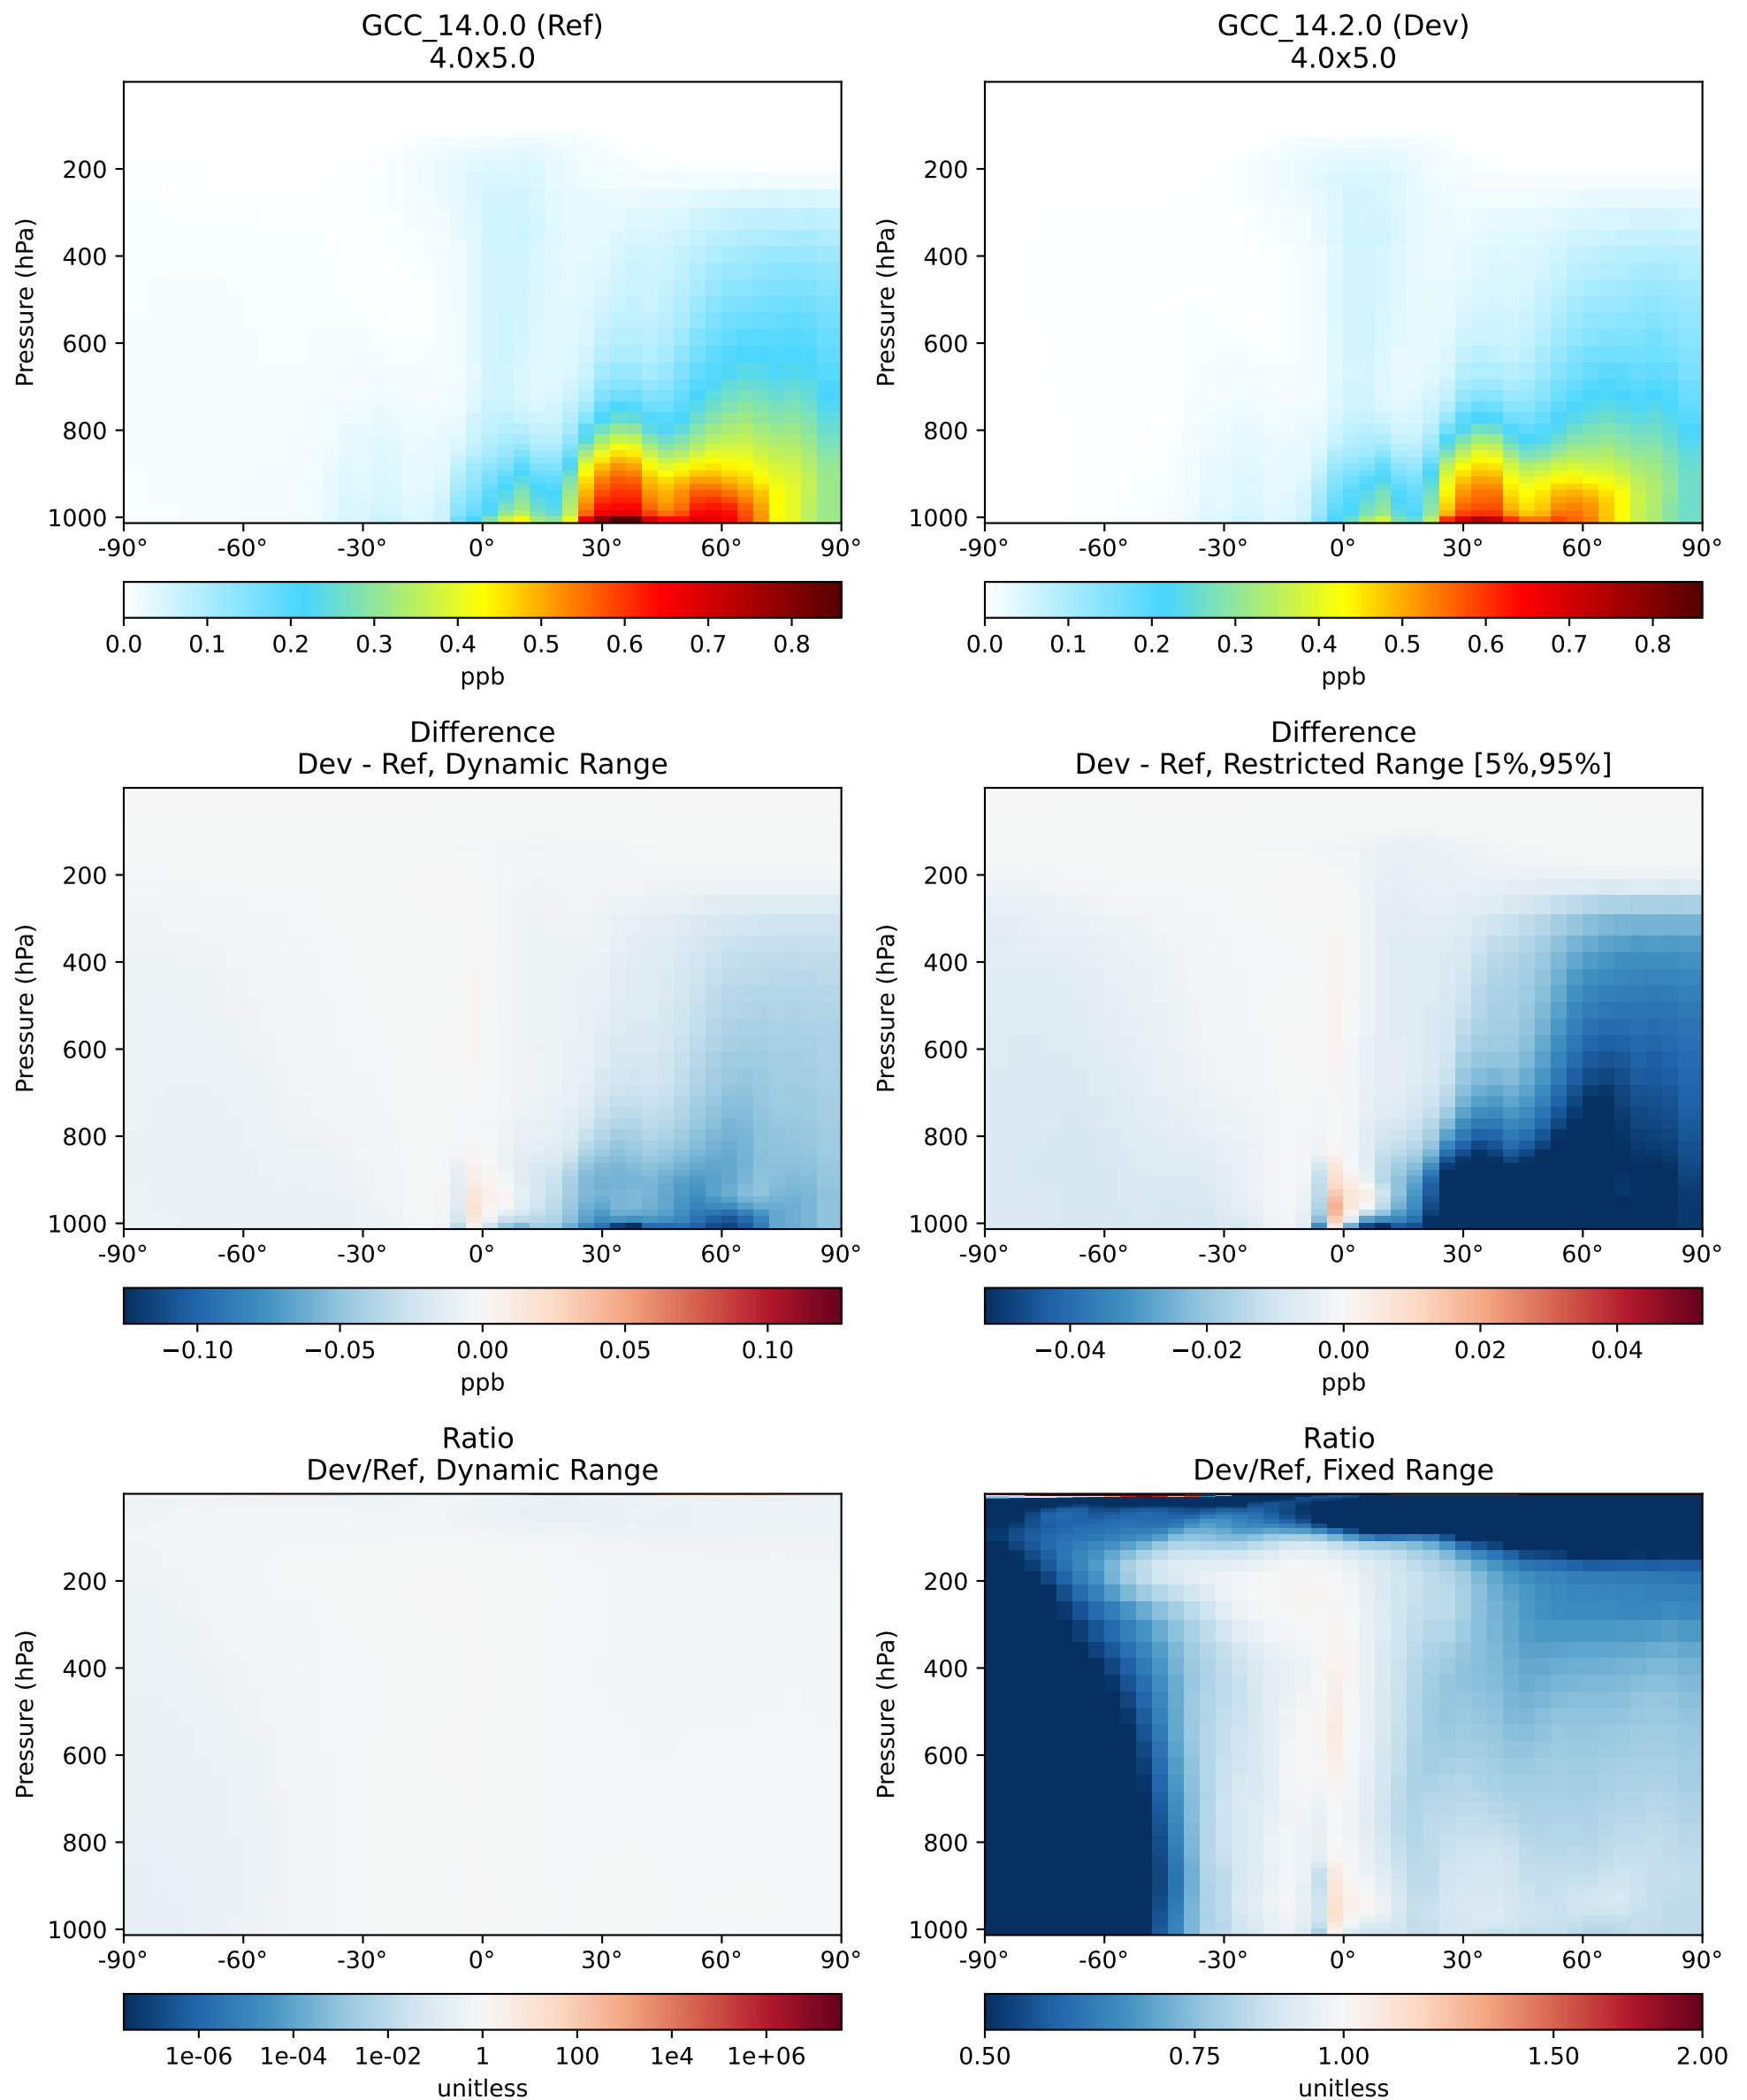 GCC_14.0.0 (Ref)
4.0x5.0
Pressure (hPa)
200
400
600
800
1000
-90° -60° -30° 0° 30° 60° 90°
0.0 0.1 0.2 0.3 0.4 0.5 0.6 0.7 0.8
ppb
GCC_14.2.0 (Dev)
4.0x5.0
Pressure (hPa)
200
400
600
800
1000
-90° -60° -30° 0° 30° 60° 90°
0.0 0.1 0.2 0.3 0.4 0.5 0.6 0.7 0.8
ppb
Difference
Dev - Ref, Dynamic Range
Pressure (hPa)
200
400
600
800
1000
-90° -60° -30° 0° 30° 60° 90°
−0.10 −0.05 0.00 0.05 0.10
ppb
Difference
Dev - Ref, Restricted Range [5%,95%]
Pressure (hPa)
200
400
600
800
1000
-90° -60° -30° 0° 30° 60° 90°
−0.04 −0.02 0.00 0.02 0.04
ppb
Ratio
Dev/Ref, Dynamic Range
Pressure (hPa)
200
400
600
800
1000
-90° -60° -30° 0° 30° 60° 90°
1e-06 1e-04 1e-02 1 100 1e+4 1e+06
unitless
Ratio
Dev/Ref, Fixed Range
Pressure (hPa)
200
400
600
800
1000
-90° -60° -30° 0° 30° 60° 90°
0.50 0.75 1.00 1.50 2.00
unitless